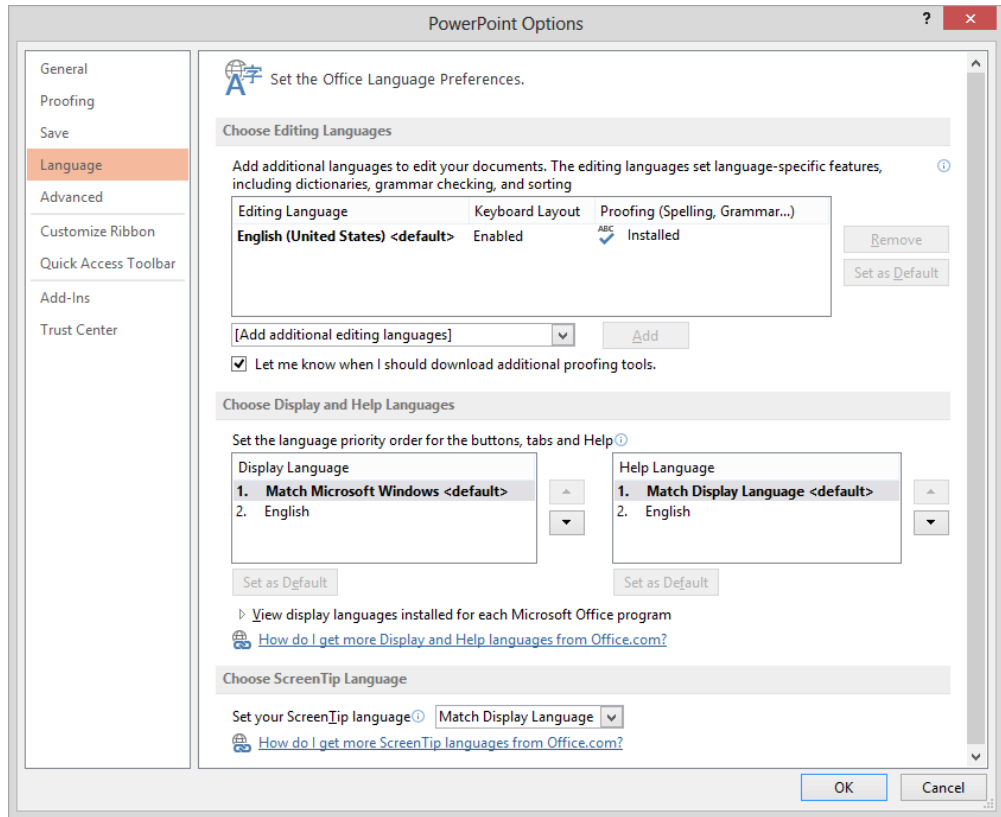 PowerPoint Options
?
×
General
Proofing
Save
Language
Advanced
Customize Ribbon
Quick Access Toolbar
Add-Ins
Trust Center
A字 Set the Office Language Preferences.
Choose Editing Languages
Add additional languages to edit your documents. The editing languages set language-specific features,
including dictionaries, grammar checking, and sorting
Editing Language Keyboard Layout Proofing (Spelling, Grammar...)
English (United States) <default> Enabled ABC Installed
Remove
Set as Default
[Add additional editing languages] Add
Let me know when I should download additional proofing tools.
Choose Display and Help Languages
Set the language priority order for the buttons, tabs and Help
Display Language
1. Match Microsoft Windows <default>
2. English
Set as Default
Help Language
1. Match Display Language <default>
2. English
Set as Default
View display languages installed for each Microsoft Office program
How do I get more Display and Help languages from Office.com?
Choose ScreenTip Language
Set your ScreenTip language Match Display Language
How do I get more ScreenTip languages from Office.com?
OK Cancel